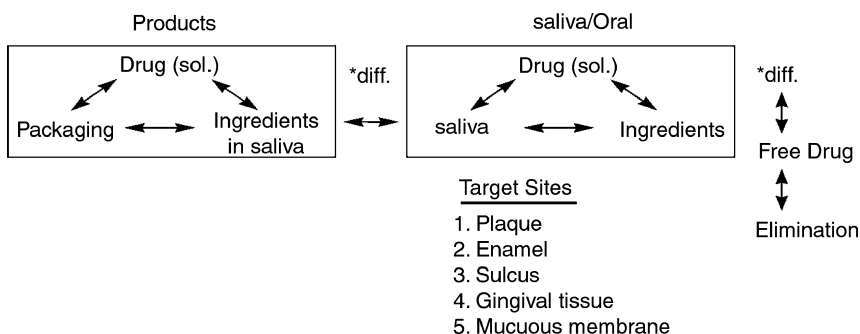 Products
saliva/Oral
Drug (sol.)
*diff.
Drug (sol.)
*diff.
Packaging
Ingredients
in saliva
saliva
Ingredients
Free Drug
Target Sites
Elimination
1. Plaque
2. Enamel
3. Sulcus
4. Gingival tissue
5. Mucuous membrane